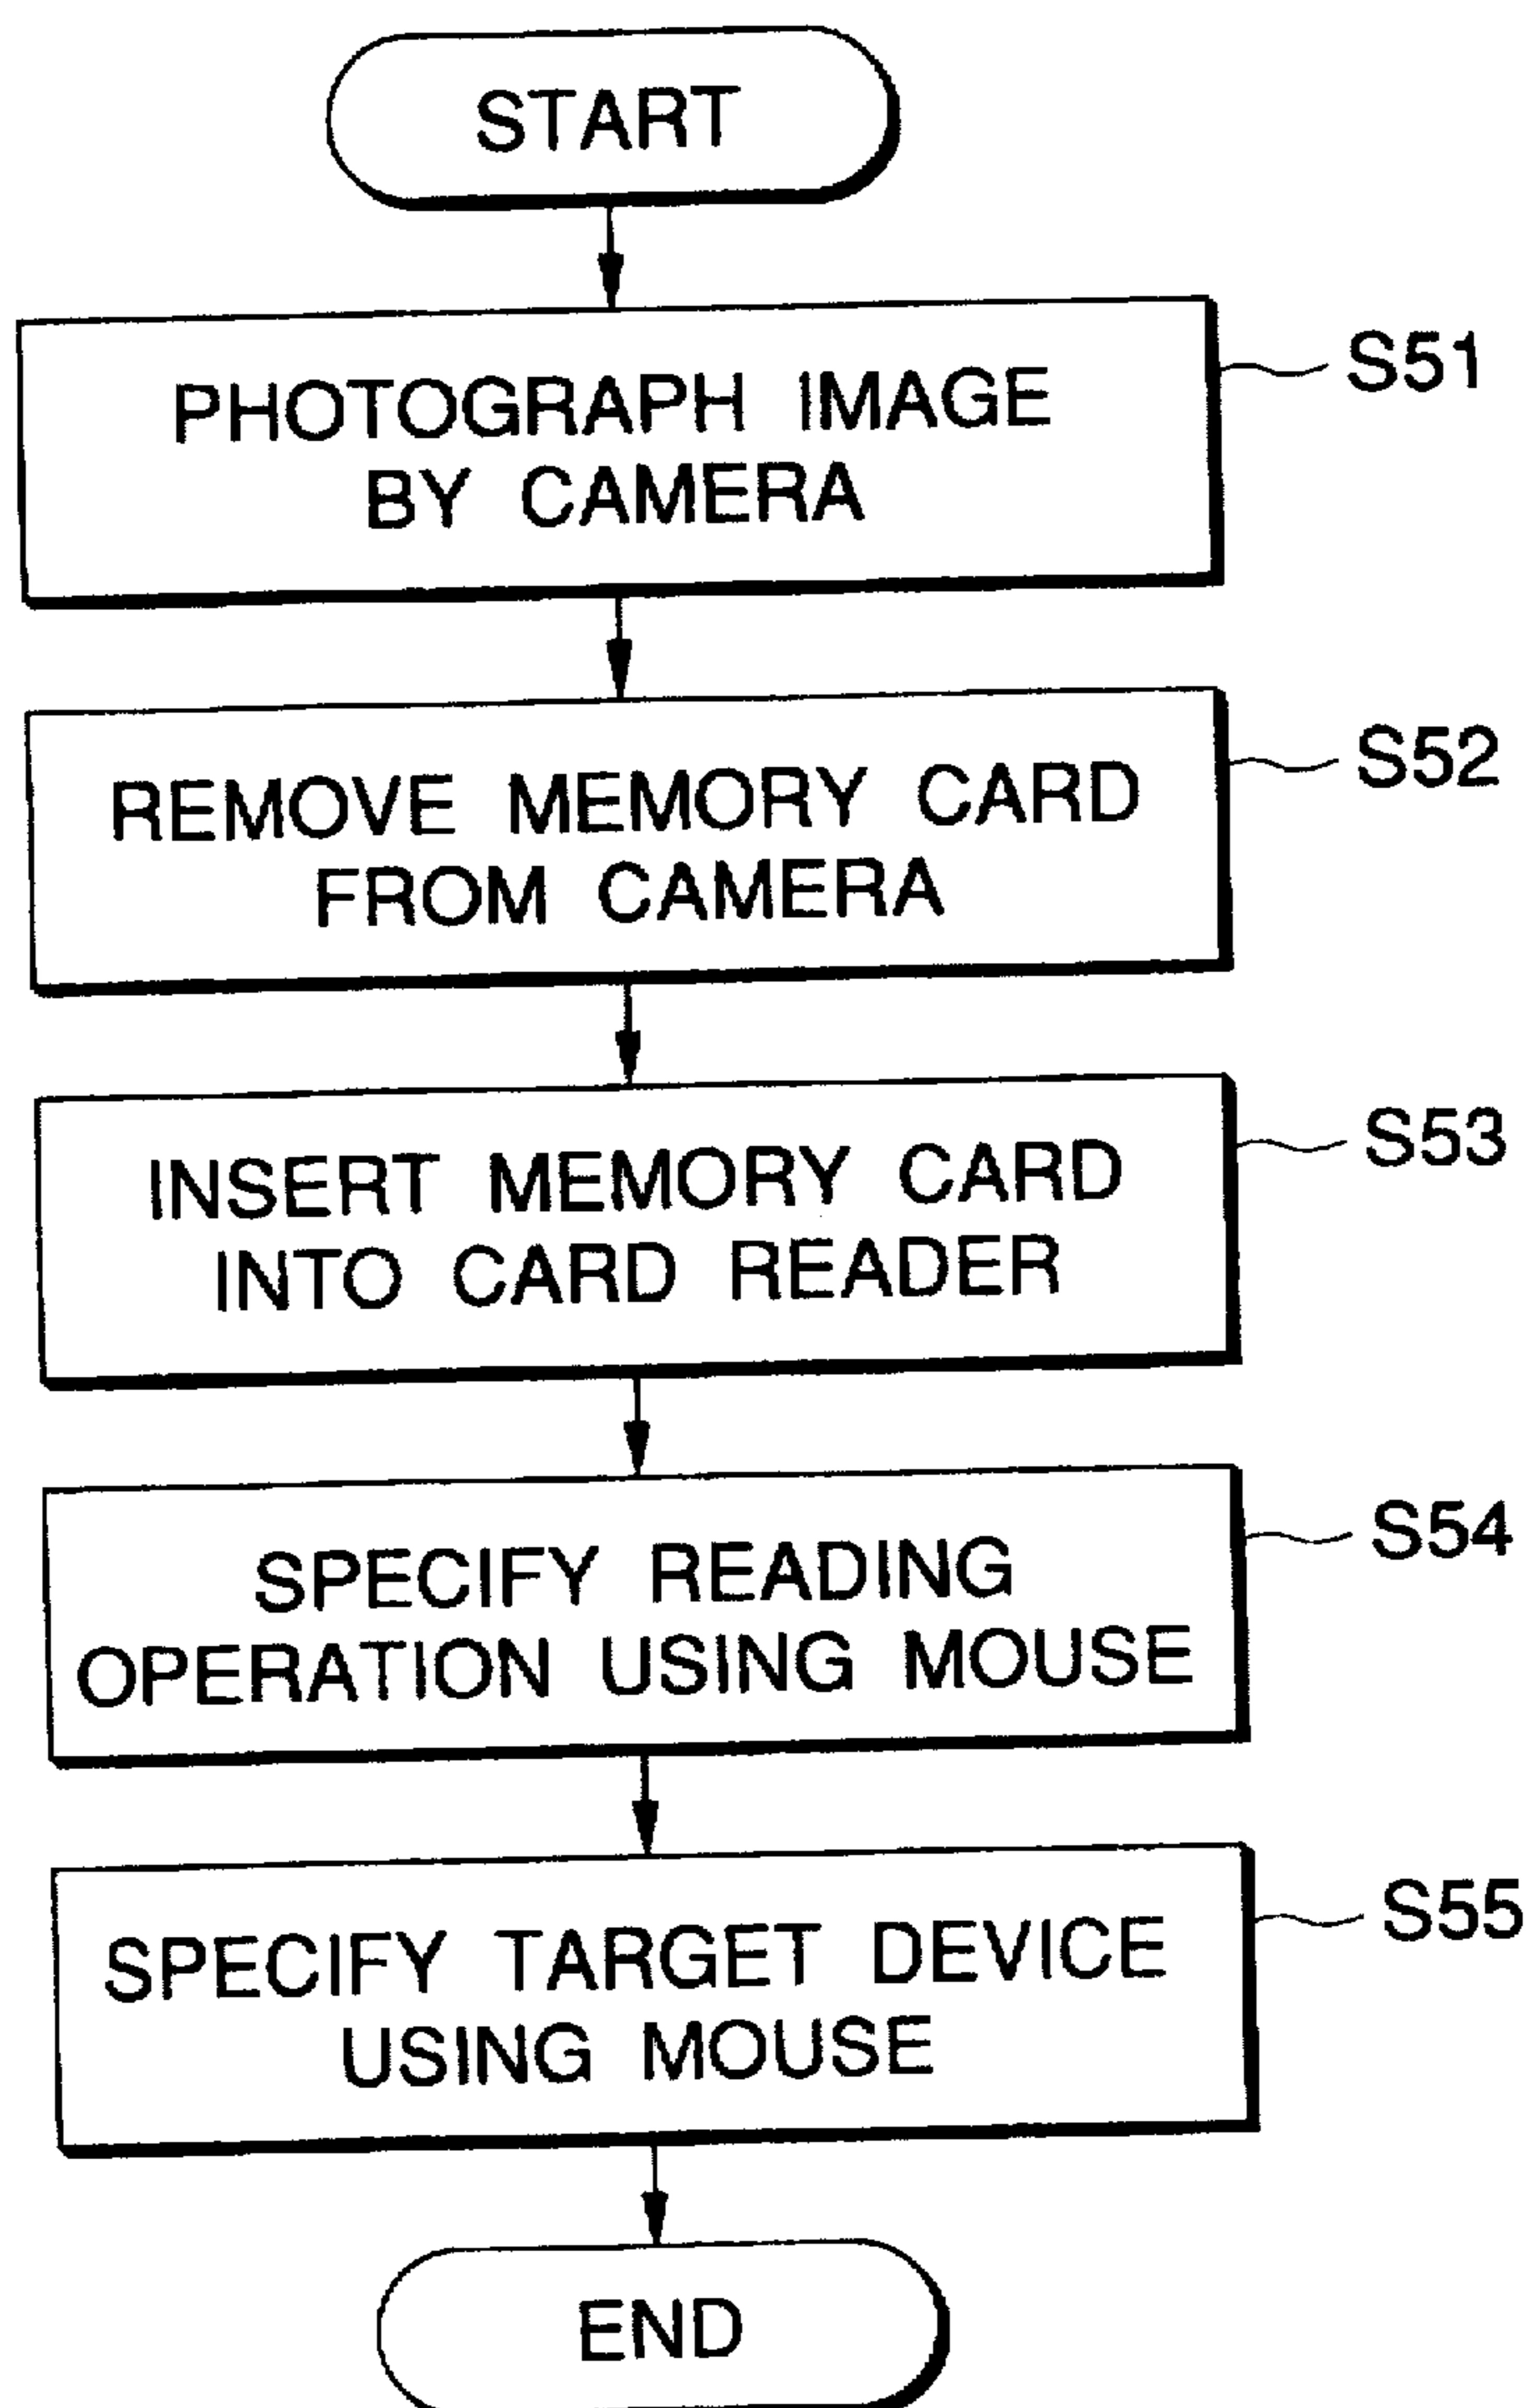 START
PHOTOGRAPH IMAGE
BY CAMERA
S51
REMOVE MEMORY CARD
FROM CAMERA
S52
INSERT MEMORY CARD
INTO CARD READER
S53
SPECIFY READING
OPERATION USING MOUSE
S54
SPECIFY TARGET DEVICE
USING MOUSE
S55
END